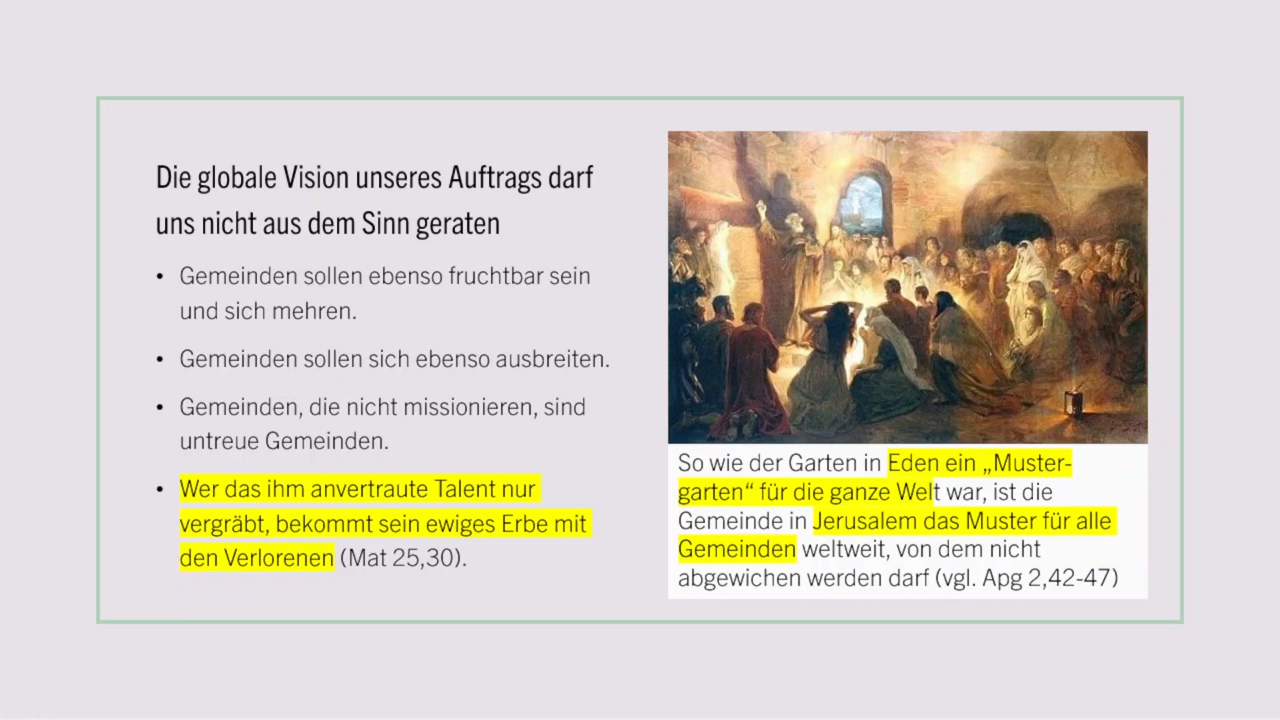 Die globale Vision unseres Auftrags darf
uns nicht aus dem Sinn geraten
• Gemeinden sollen ebenso fruchtbar sein
und sich mehren.
• Gemeinden sollen sich ebenso ausbreiten.
• Gemeinden, die nicht missionieren, sind
untreue Gemeinden.
• Wer das ihm anvertraute Talent nur
vergräbt, bekommt sein ewiges Erbe mit
den Verlorenen (Mat 25,30).
So wie der Garten in Eden ein „Muster-
garten“ für die ganze Welt war, ist die
Gemeinde in Jerusalem das Muster für alle
Gemeinden weltweit, von dem nicht
abgewichen werden darf (vgl. Apg 2,42-47)